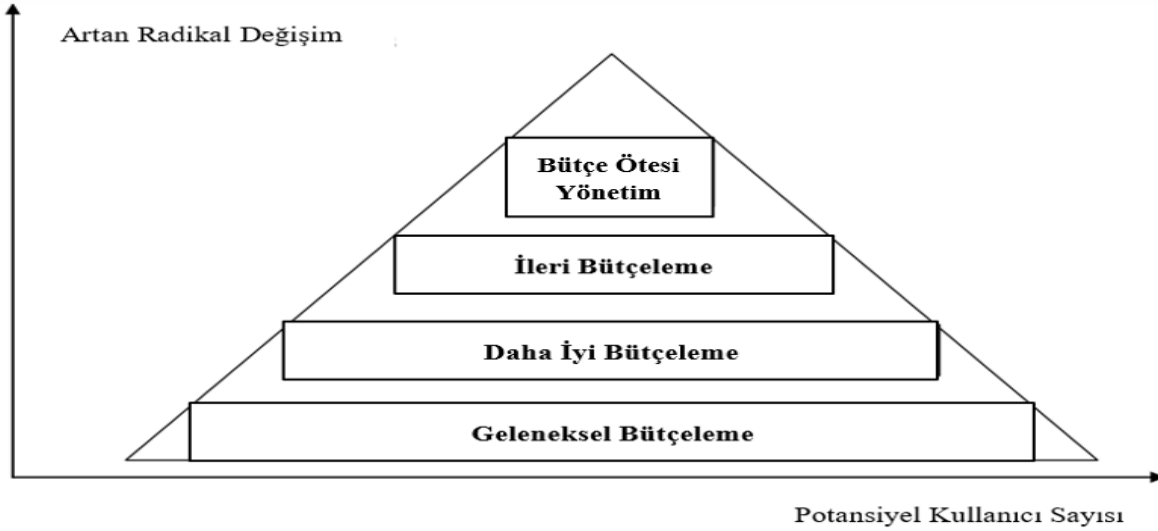 Artan Radikal Değişim
Bütçe Ötesi
Yönetim
İleri Bütçeleme
Daha İyi Bütçeleme
Geleneksel Bütçeleme
Potansiyel Kullanıcı Sayısı